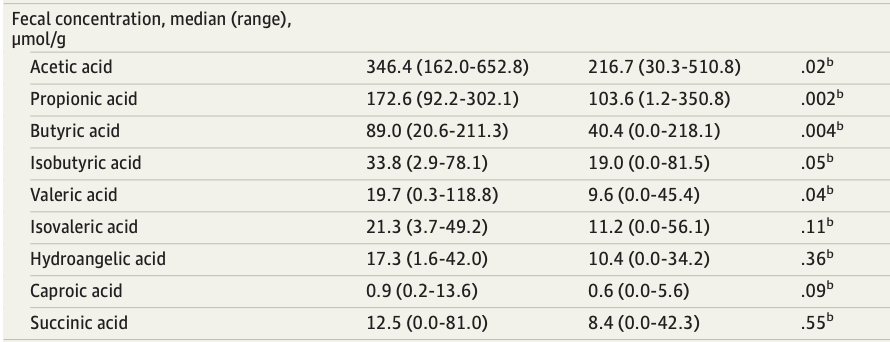 Fecal concentration, median (range),
µmol/g
Acetic acid 346.4 (162.0-652.8) 216.7 (30.3-510.8) .02ᵇ
Propionic acid 172.6 (92.2-302.1) 103.6 (1.2-350.8) .002ᵇ
Butyric acid 89.0 (20.6-211.3) 40.4 (0.0-218.1) .004ᵇ
Isobutyric acid 33.8 (2.9-78.1) 19.0 (0.0-81.5) .05ᵇ
Valeric acid 19.7 (0.3-118.8) 9.6 (0.0-45.4) .04ᵇ
Isovaleric acid 21.3 (3.7-49.2) 11.2 (0.0-56.1) .11ᵇ
Hydroangelic acid 17.3 (1.6-42.0) 10.4 (0.0-34.2) .36ᵇ
Caproic acid 0.9 (0.2-13.6) 0.6 (0.0-5.6) .09ᵇ
Succinic acid 12.5 (0.0-81.0) 8.4 (0.0-42.3) .55ᵇ